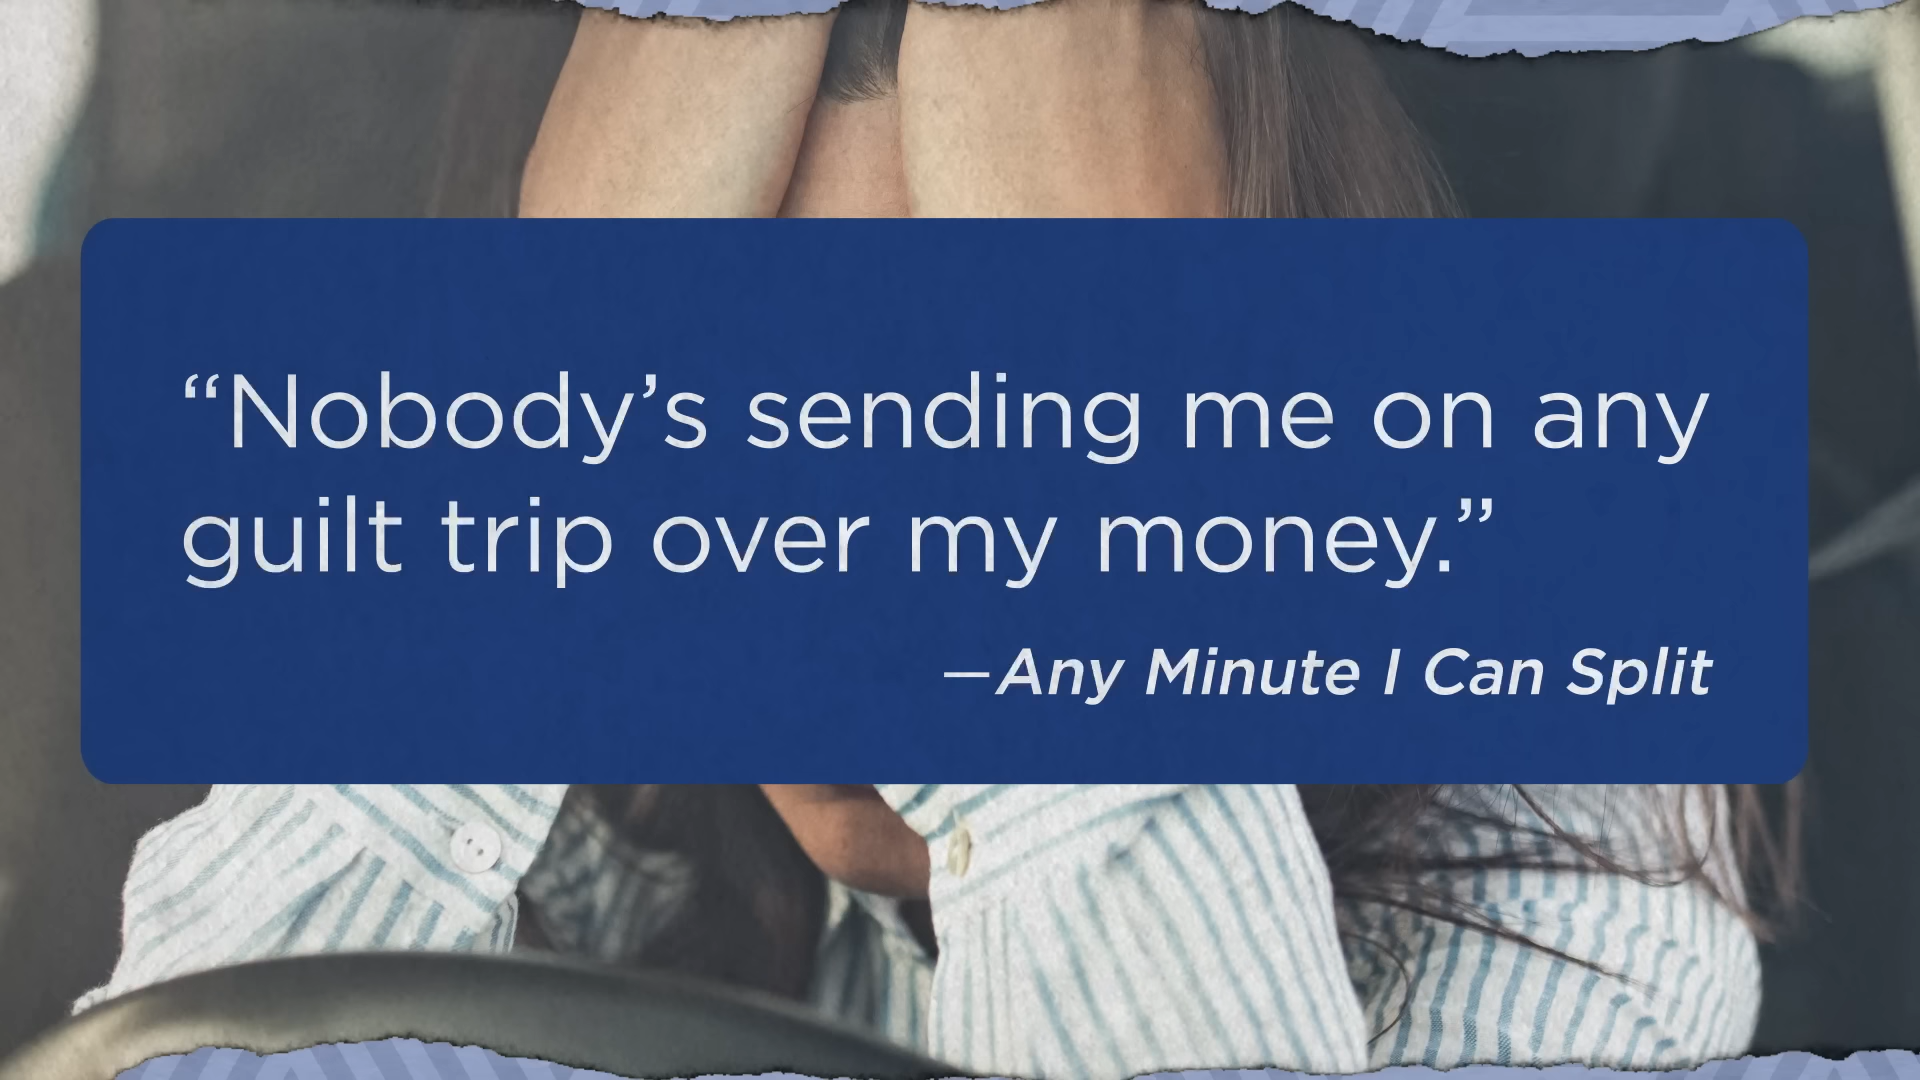 “Nobody’s sending me on any
guilt trip over my money.”
—Any Minute I Can Split